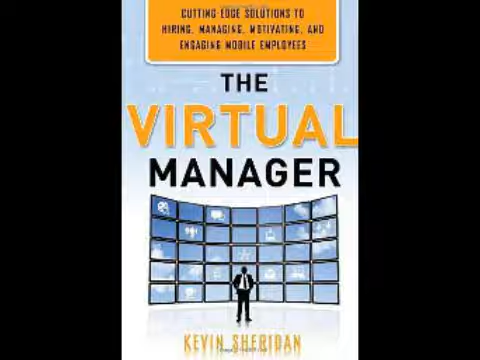 CUTTING EDGE SOLUTIONS TO
HIRING, MANAGING, MOTIVATING, AND
ENGAGING MOBILE EMPLOYEES
THE
VIRTUAL
MANAGER
KEVIN SHERIDAN